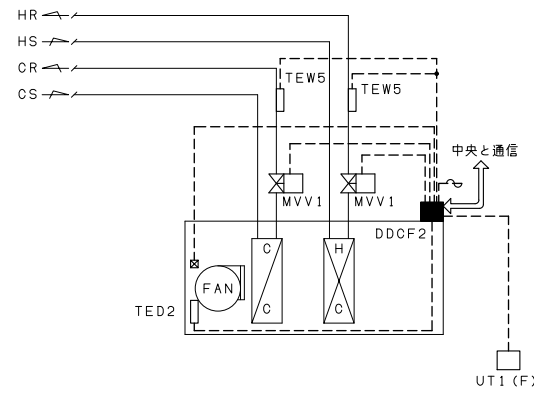 HR
HS
CR
CS
TEW5
TEW5
中央と通信
MVV1
MVV1
DDCF2
C
H
FAN
C
C
TED2
UT1(F)